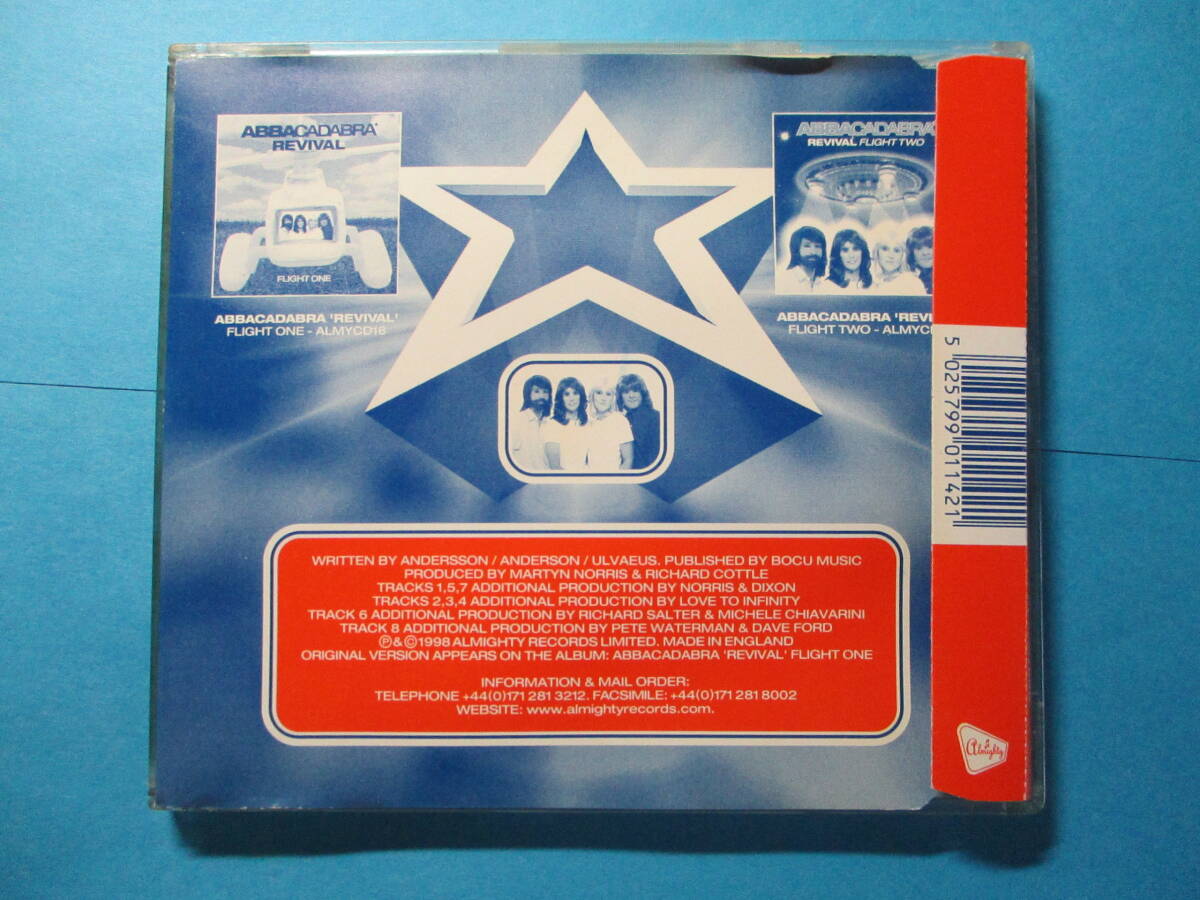 ABBACADABRA
REVIVAL
FLIGHT ONE
ABBACADABRA 'REVIVAL'
FLIGHT ONE - ALMYCD18
ABBACADABRA
REVIVAL FLIGHT TWO
ABBACADABRA
FLIGHT TWO
5 025799 011421
WRITTEN BY ANDERSSON / ANDERSON / ULVAEUS. PUBLISHED BY BOCU MUSIC
PRODUCED BY MARTYN NORRIS & RICHARD COTTLE
TRACKS 1,5,7 ADDITIONAL PRODUCTION BY NORRIS & DIXON
TRACKS 2,3,4 ADDITIONAL PRODUCTION BY LOVE TO INFINITY
TRACK 6 ADDITIONAL PRODUCTION BY RICHARD SALTER & MICHELE CHIAVARINI
TRACK 8 ADDITIONAL PRODUCTION BY PETE WATERMAN & DAVE FORD
℗&©1998 ALMIGHTY RECORDS LIMITED. MADE IN ENGLAND
ORIGINAL VERSION APPEARS ON THE ALBUM: ABBACADABRA 'REVIVAL' FLIGHT ONE
INFORMATION & MAIL ORDER:
TELEPHONE +44(0)171 281 3212. FACSIMILE: +44(0)171 281 8002
WEBSITE: www.almightyrecords.com.
Almighty